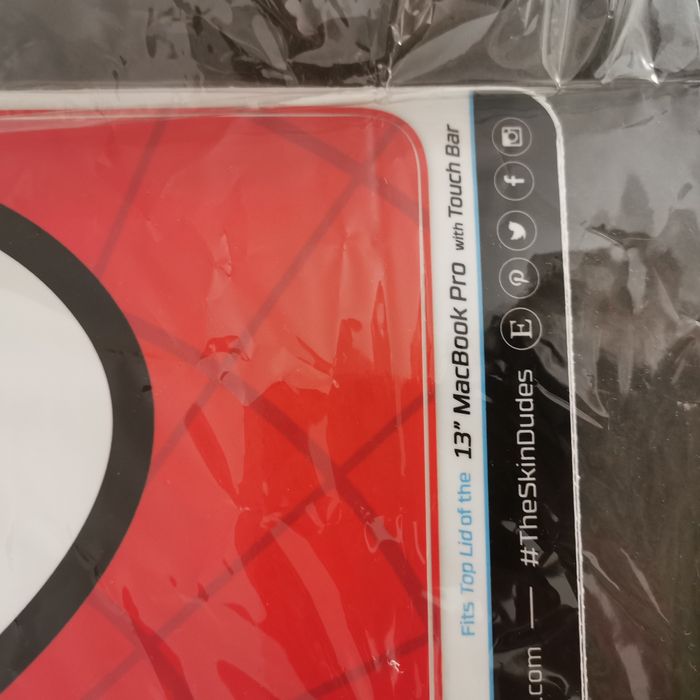 Fits Top Lid of the 13” MacBook Pro with Touch Bar
.com — #TheSkinDudes